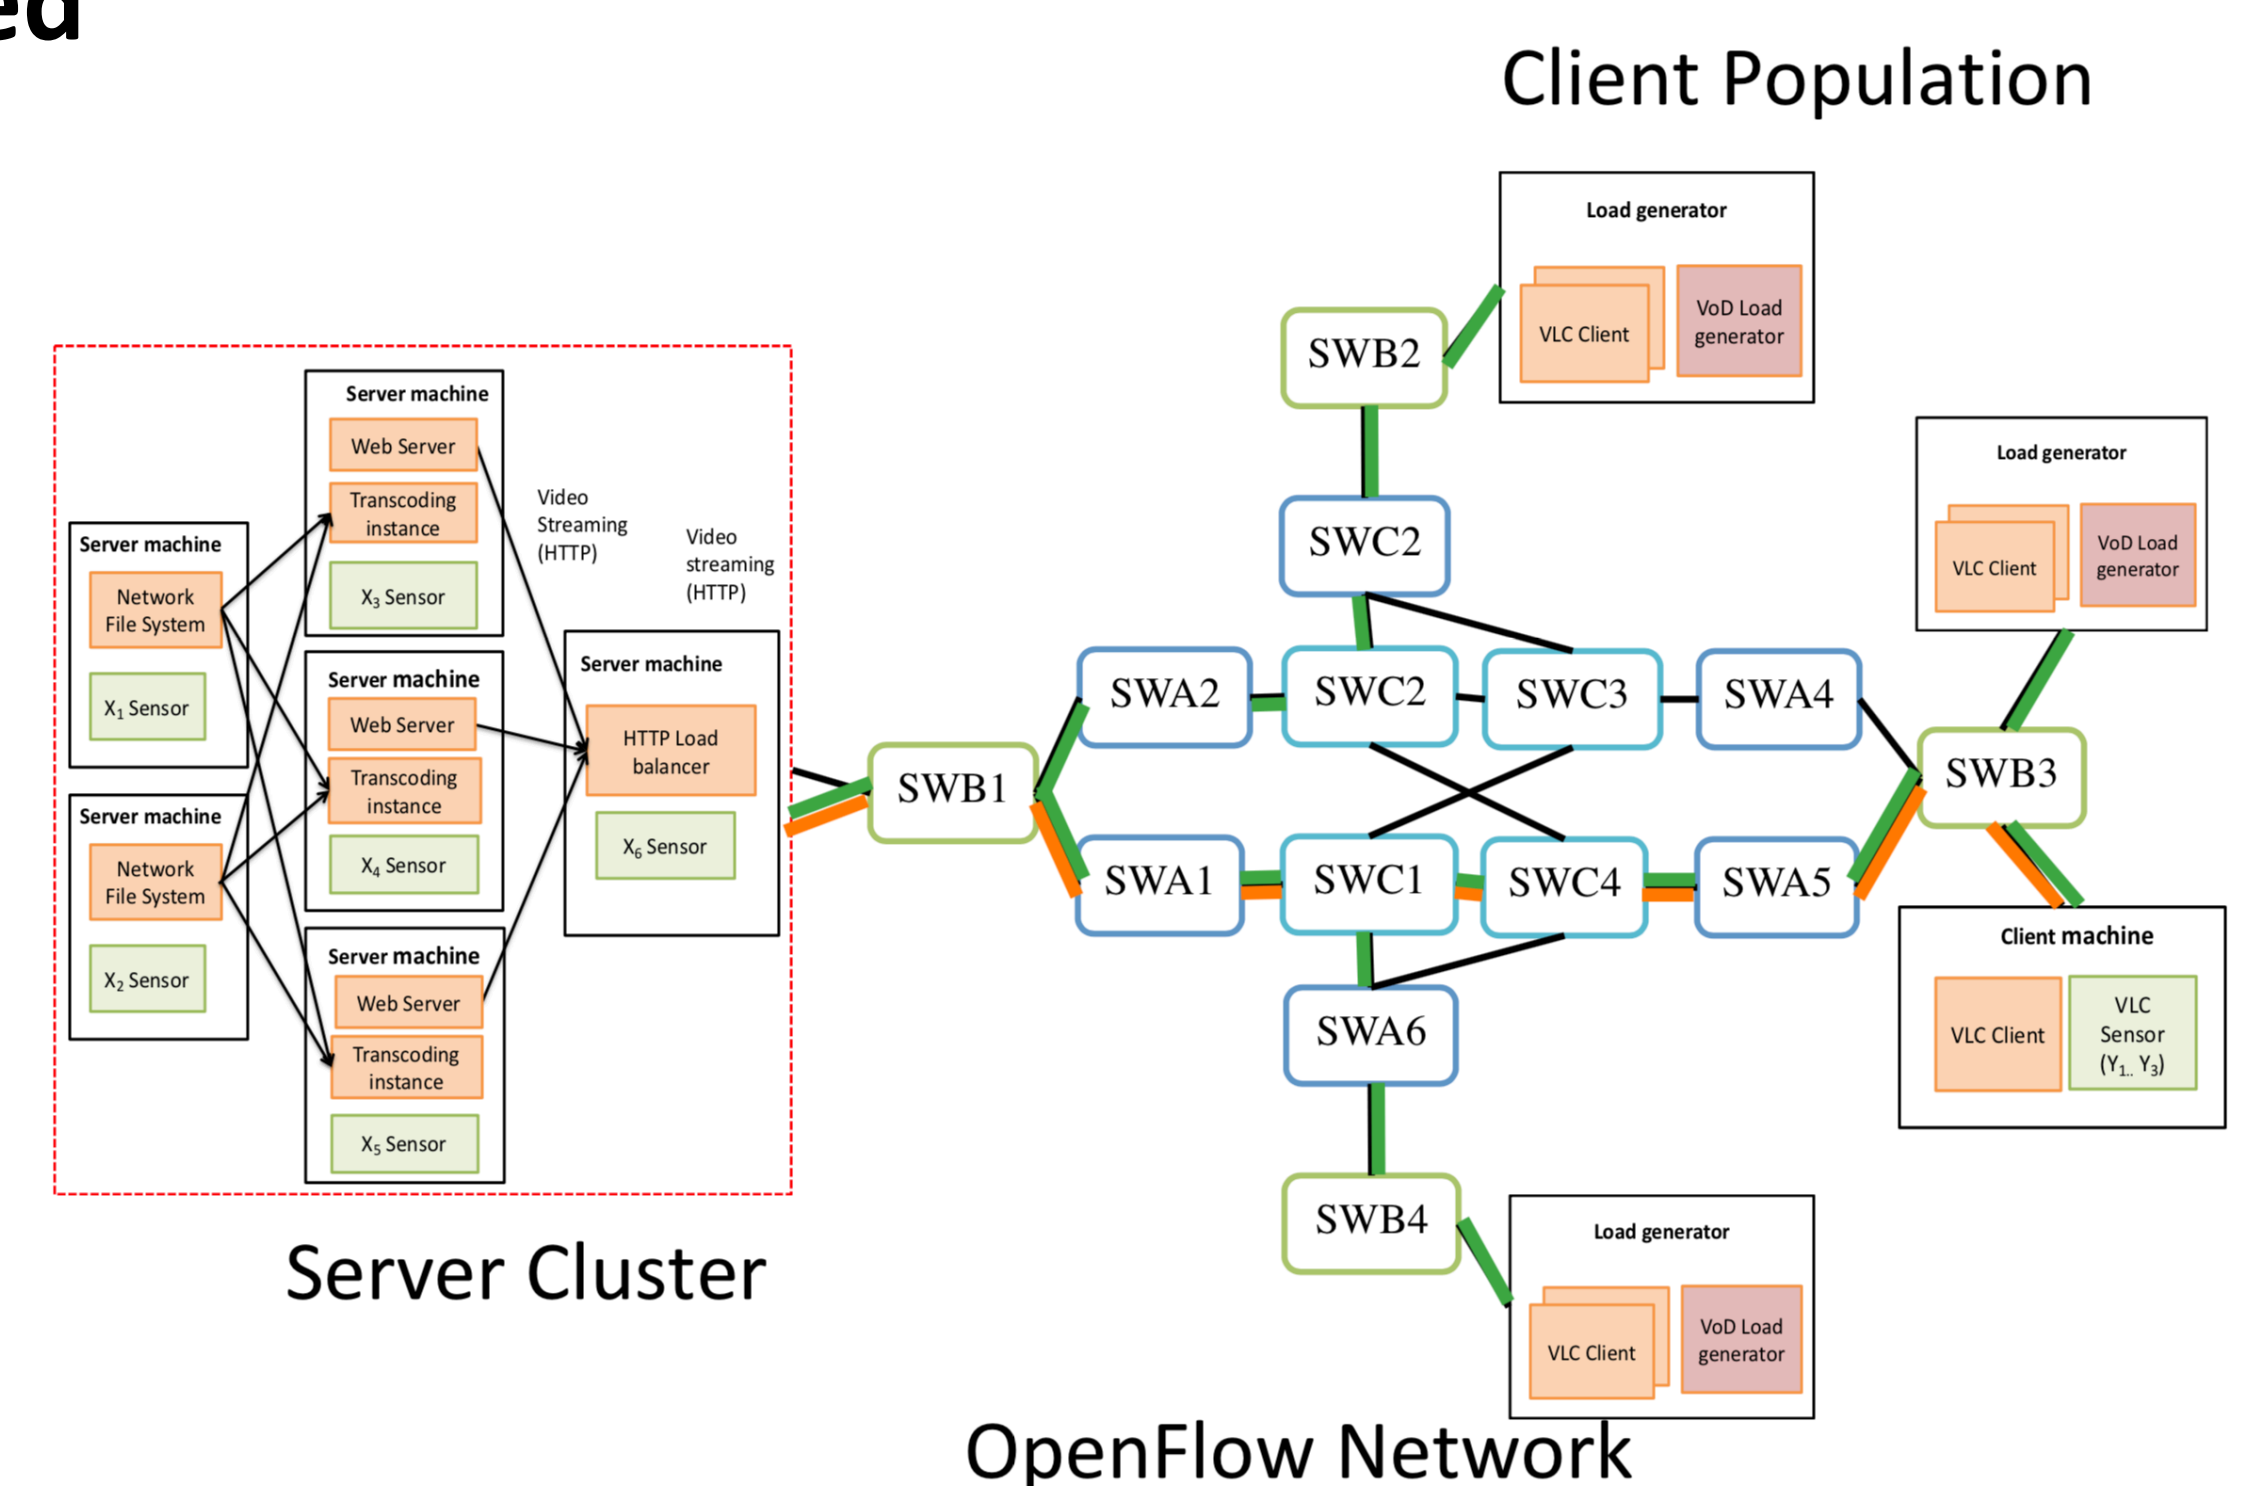 ed
Client Population
Load generator
VLC Client
VoD Load
generator
SWB2
Load generator
VLC Client
VoD Load
generator
Server machine
Web Server
Transcoding
instance
X3 Sensor
Video
Streaming
(HTTP)
Video
streaming
(HTTP)
Server machine
Network
File System
X1 Sensor
Server machine
Web Server
Transcoding
instance
X4 Sensor
Server machine
HTTP Load
balancer
X6 Sensor
Server machine
Network
File System
X2 Sensor
Server machine
Web Server
Transcoding
instance
X5 Sensor
SWC2
SWA2
SWC2
SWC3
SWA4
SWB1
SWB3
SWA1
SWC1
SWC4
SWA5
SWA6
SWB4
Client machine
VLC Client
VLC
Sensor
(Y1.. Y3)
Load generator
VLC Client
VoD Load
generator
Server Cluster
OpenFlow Network